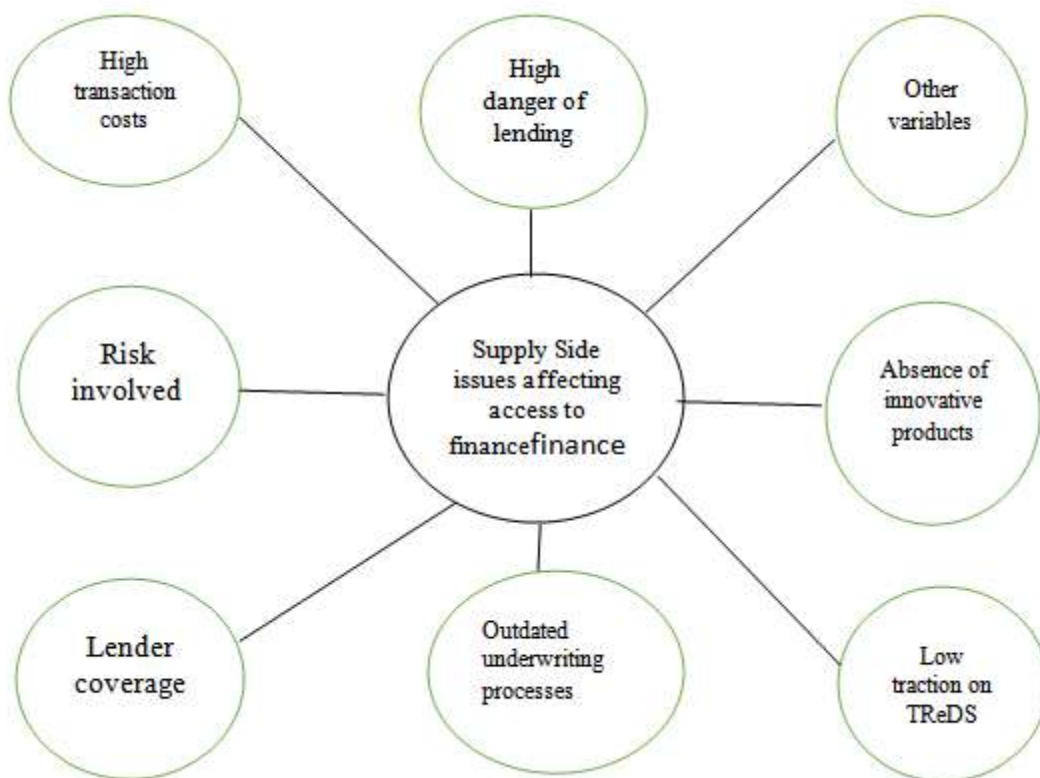 High
transaction
costs
High
danger of
lending
Other
variables
Risk
involved
Supply Side
issues affecting
access to
financefinance
Absence of
innovative
products
Lender
coverage
Outdated
underwriting
processes
Low
traction on
TReDS